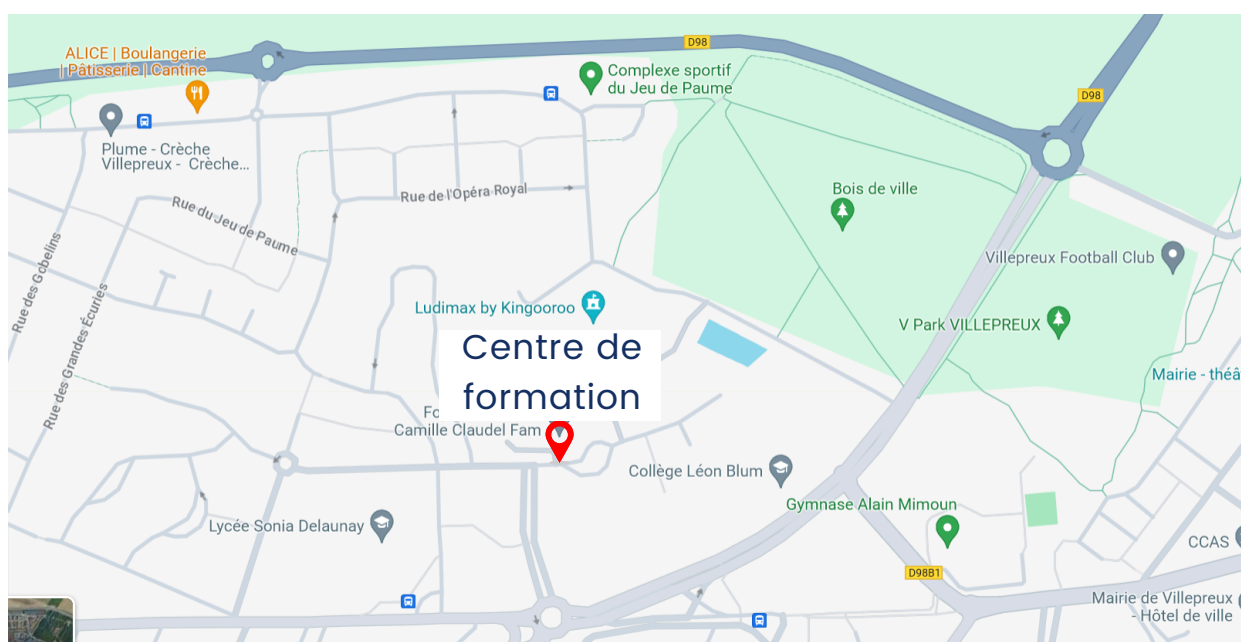 D98
ALICE | Boulangerie
| Pâtisserie | Cantine
Complexe sportif
du Jeu de Paume
D98
Plume - Crèche
Villepreux - Crèche...
Bois de ville
Rue de l'Opéra Royal
Rue du Jeu de Paume
Villepreux Football Club
Rue des Gobelins
Rue des Grandes Écuries
Ludimax by Kingooroo
V Park VILLEPREUX
Centre de
formation
Mairie - théâ
Fo
Camille Claudel Fam
Collège Léon Blum
Gymnase Alain Mimoun
Lycée Sonia Delaunay
CCAS
D98B1
Mairie de Villepreux
- Hôtel de ville